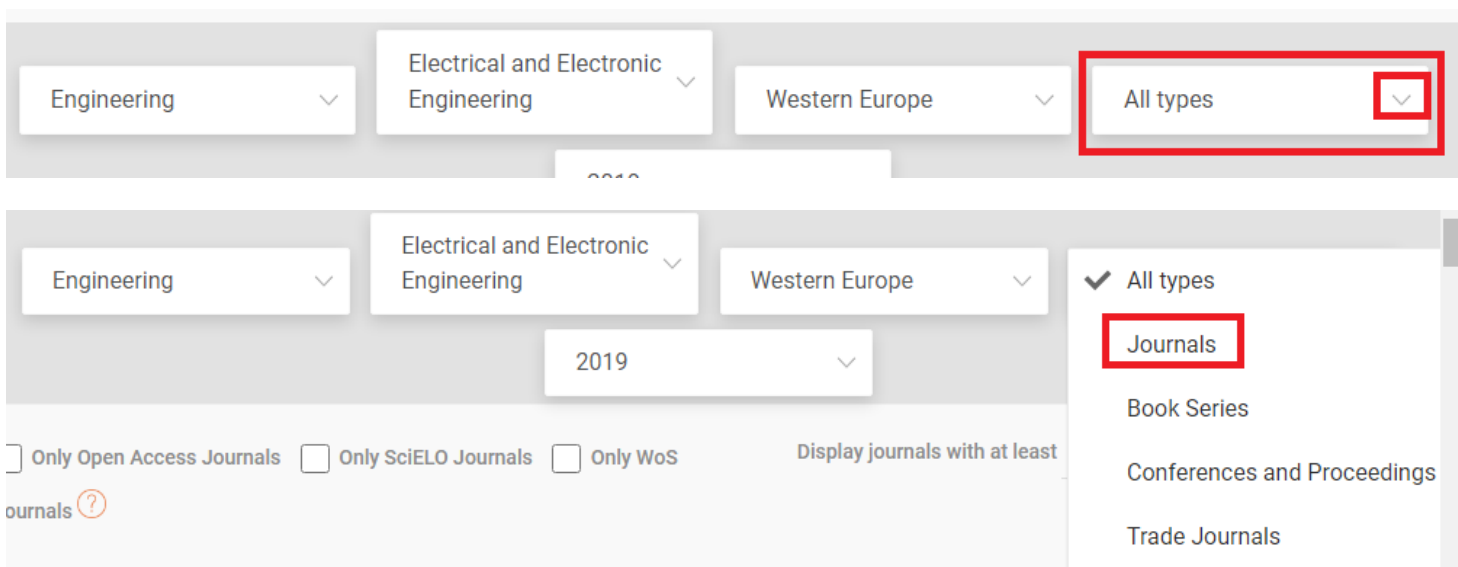 Engineering
Electrical and Electronic
Engineering
Western Europe
All types
Engineering
Electrical and Electronic
Engineering
Western Europe
All types
Journals
2019
Book Series
Only Open Access Journals
Only SciELO Journals
Only WoS
Display journals with at least
Conferences and Proceedings
ournals ?
Trade Journals